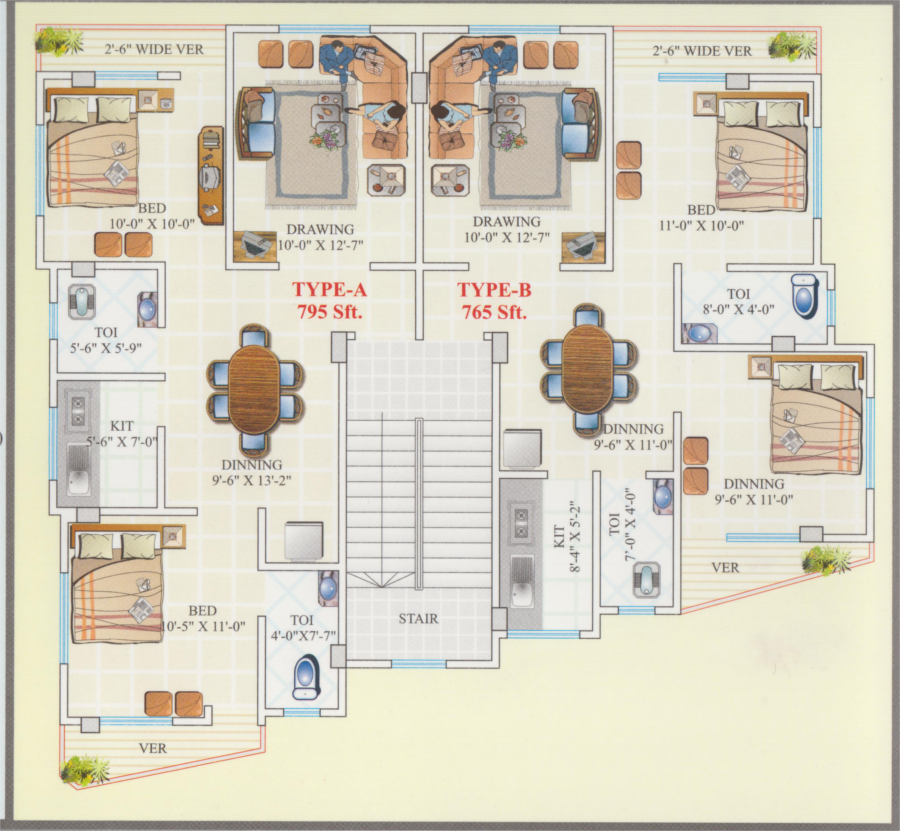 2'-6" WIDE VER
2'-6" WIDE VER
BED
10'-0" X 10'-0"
DRAWING
10'-0" X 12'-7"
DRAWING
10'-0" X 12'-7"
BED
11'-0" X 10'-0"
TYPE-A
795 Sft.
TYPE-B
765 Sft.
TOI
8'-0" X 4'-0"
TOI
5'-6" X 5'-9"
KIT
5'-6" X 7'-0"
DINNING
9'-6" X 13'-2"
DINNING
9'-6" X 11'-0"
DINNING
9'-6" X 11'-0"
KIT
8'-4" X 5'-2"
TOI
7'-0" X 4'-0"
VER
BED
10'-5" X 11'-0"
TOI
4'-0"X7'-7"
STAIR
VER